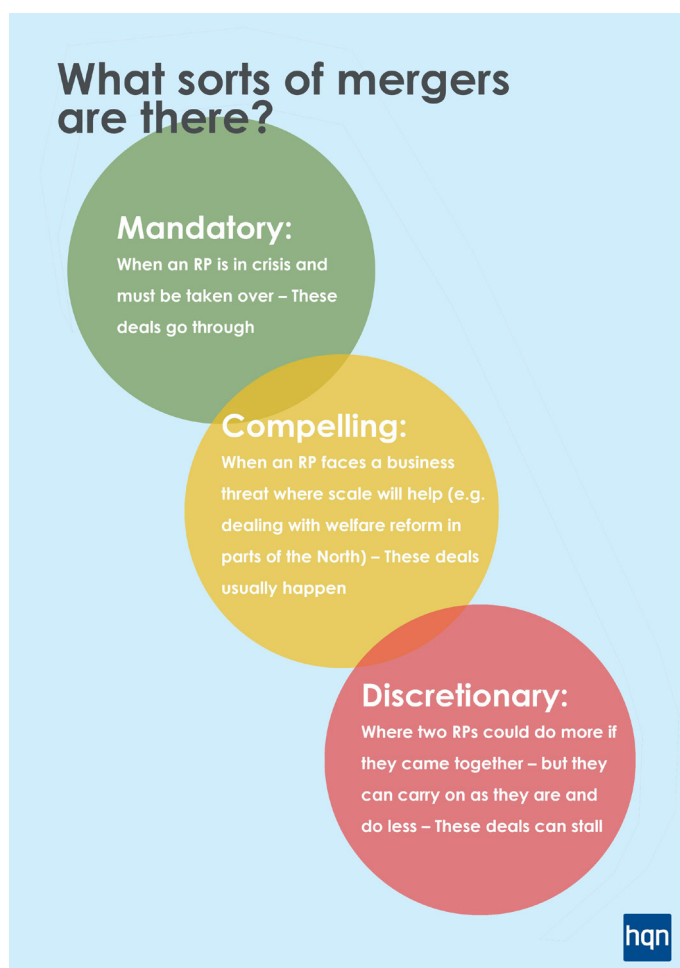 What sorts of mergers
are there?
Mandatory:
When an RP is in crisis and
must be taken over – These
deals go through
Compelling:
When an RP faces a business
threat where scale will help (e.g.
dealing with welfare reform in
parts of the North) – These deals
usually happen
Discretionary:
Where two RPs could do more if
they came together – but they
can carry on as they are and
do less – These deals can stall
hqn